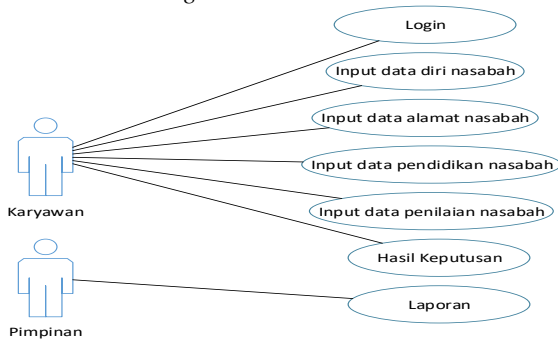 Login
Input data diri nasabah
Input data alamat nasabah
Input data pendidikan nasabah
Karyawan
Input data penilaian nasabah
Hasil Keputusan
Laporan
Pimpinan